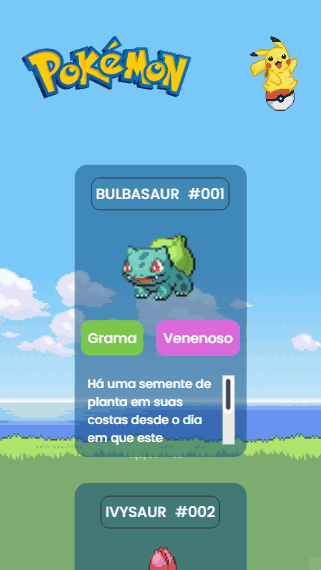 POKéMON
BULBASAUR #001
Grama Venenoso
Há uma semente de
planta em suas
costas desde o dia
em que este
IVYSAUR #002